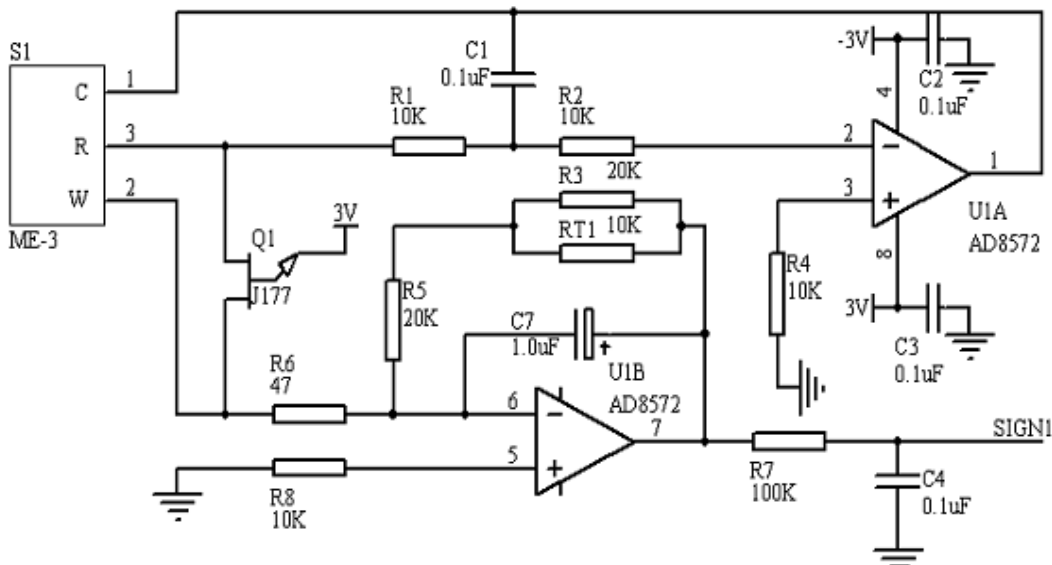 S1
C
R
W
1
3
2
ME-3
C1
0.1uF
R1
10K
R2
10K
20K
R3
RT1
10K
-3V
C2
0.1uF
4
2
3
1
U1A
AD8572
8
3V
C3
0.1uF
R4
10K
Q1
3V
J177
R5
20K
C7
1.0uF
+
U1B
AD8572
R6
47
6
5
7
R8
10K
R7
100K
SIGN1
C4
0.1uF